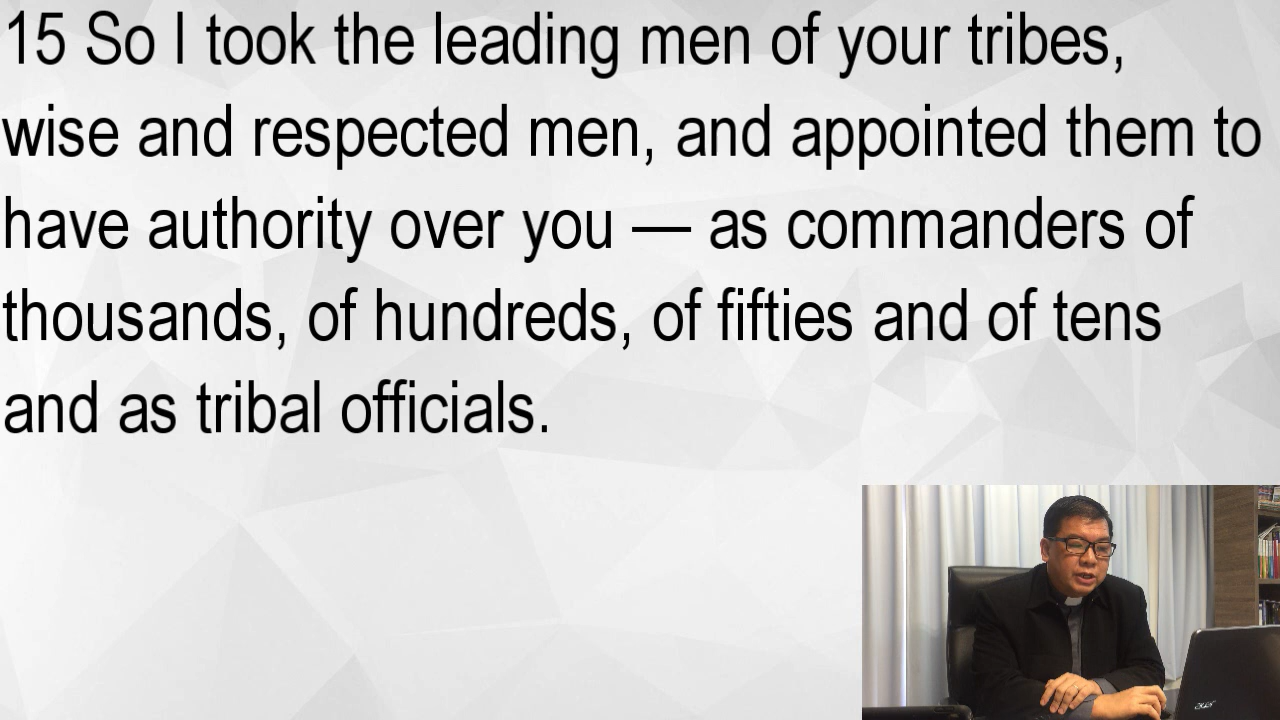 15 So I took the leading men of your tribes,
wise and respected men, and appointed them to
have authority over you — as commanders of
thousands, of hundreds, of fifties and of tens
and as tribal officials.
acer